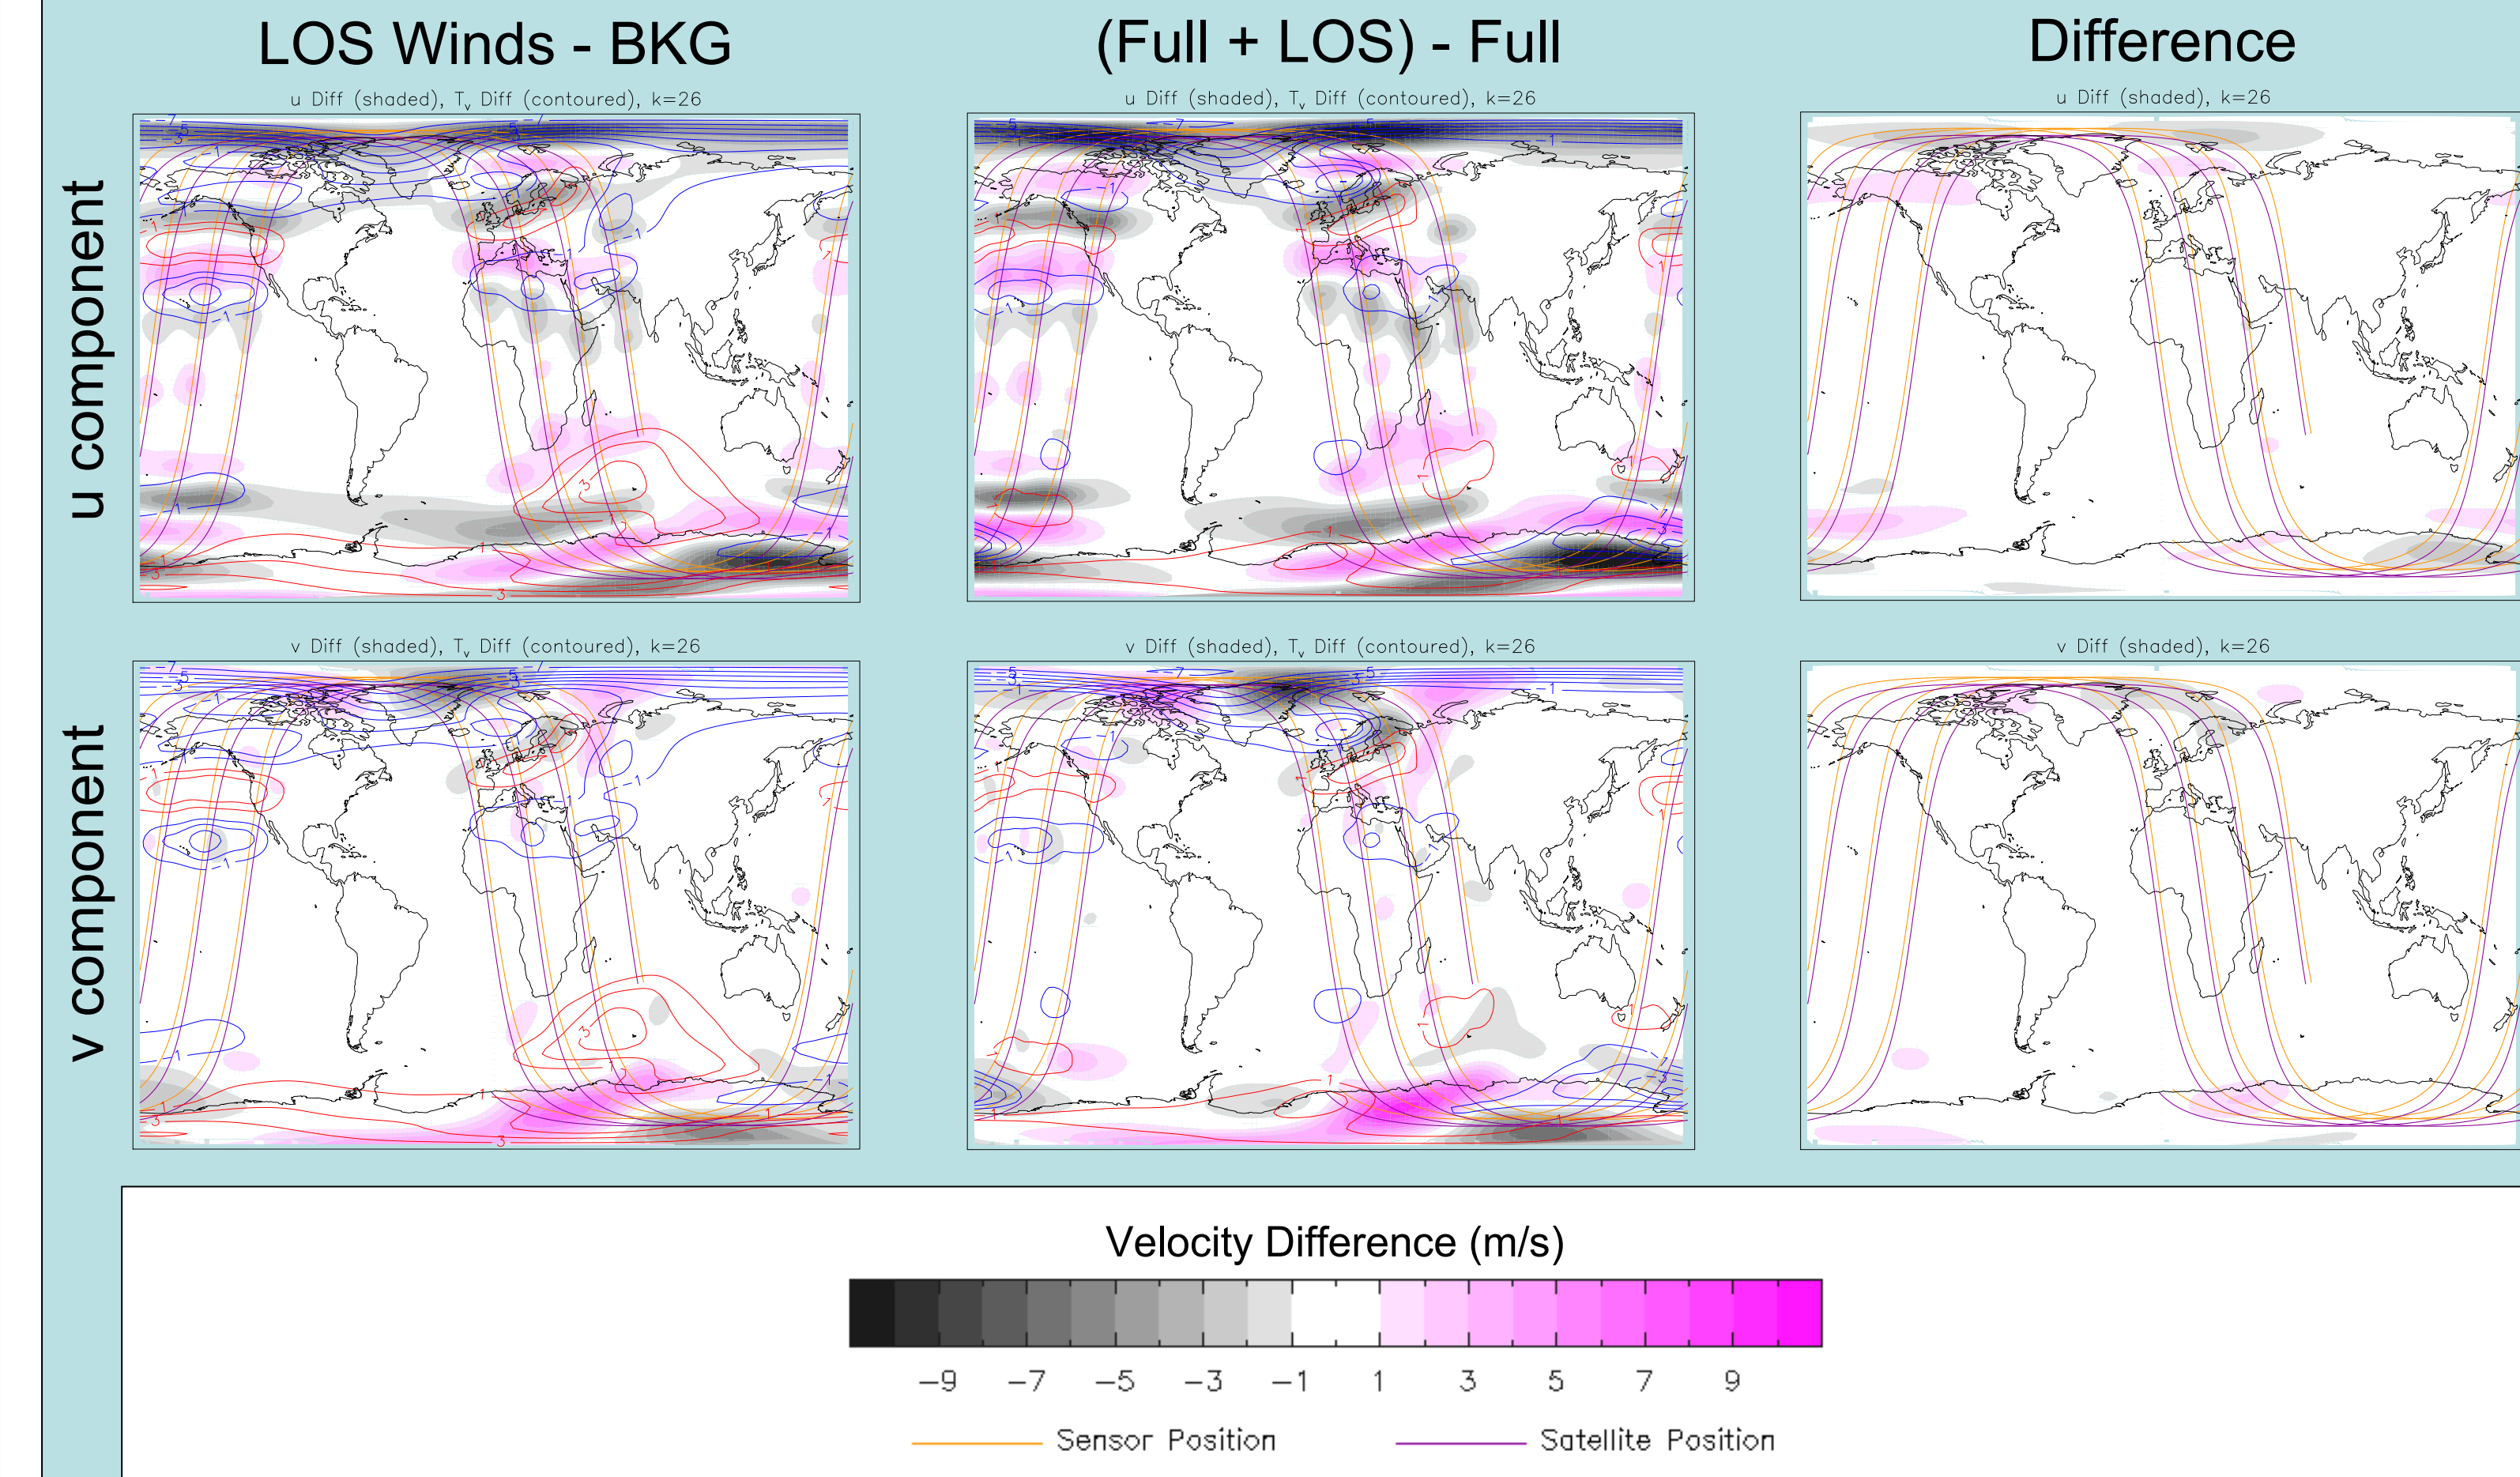 LOS Winds - BKG
(Full + LOS) - Full
Difference
u component
u Diff (shaded), Tv Diff (contoured), k=26
u Diff (shaded), Tv Diff (contoured), k=26
u Diff (shaded), k=26
v component
v Diff (shaded), Tv Diff (contoured), k=26
v Diff (shaded), Tv Diff (contoured), k=26
v Diff (shaded), k=26
Velocity Difference (m/s)
−9 −7 −5 −3 −1 1 3 5 7 9
Sensor Position
Satellite Position